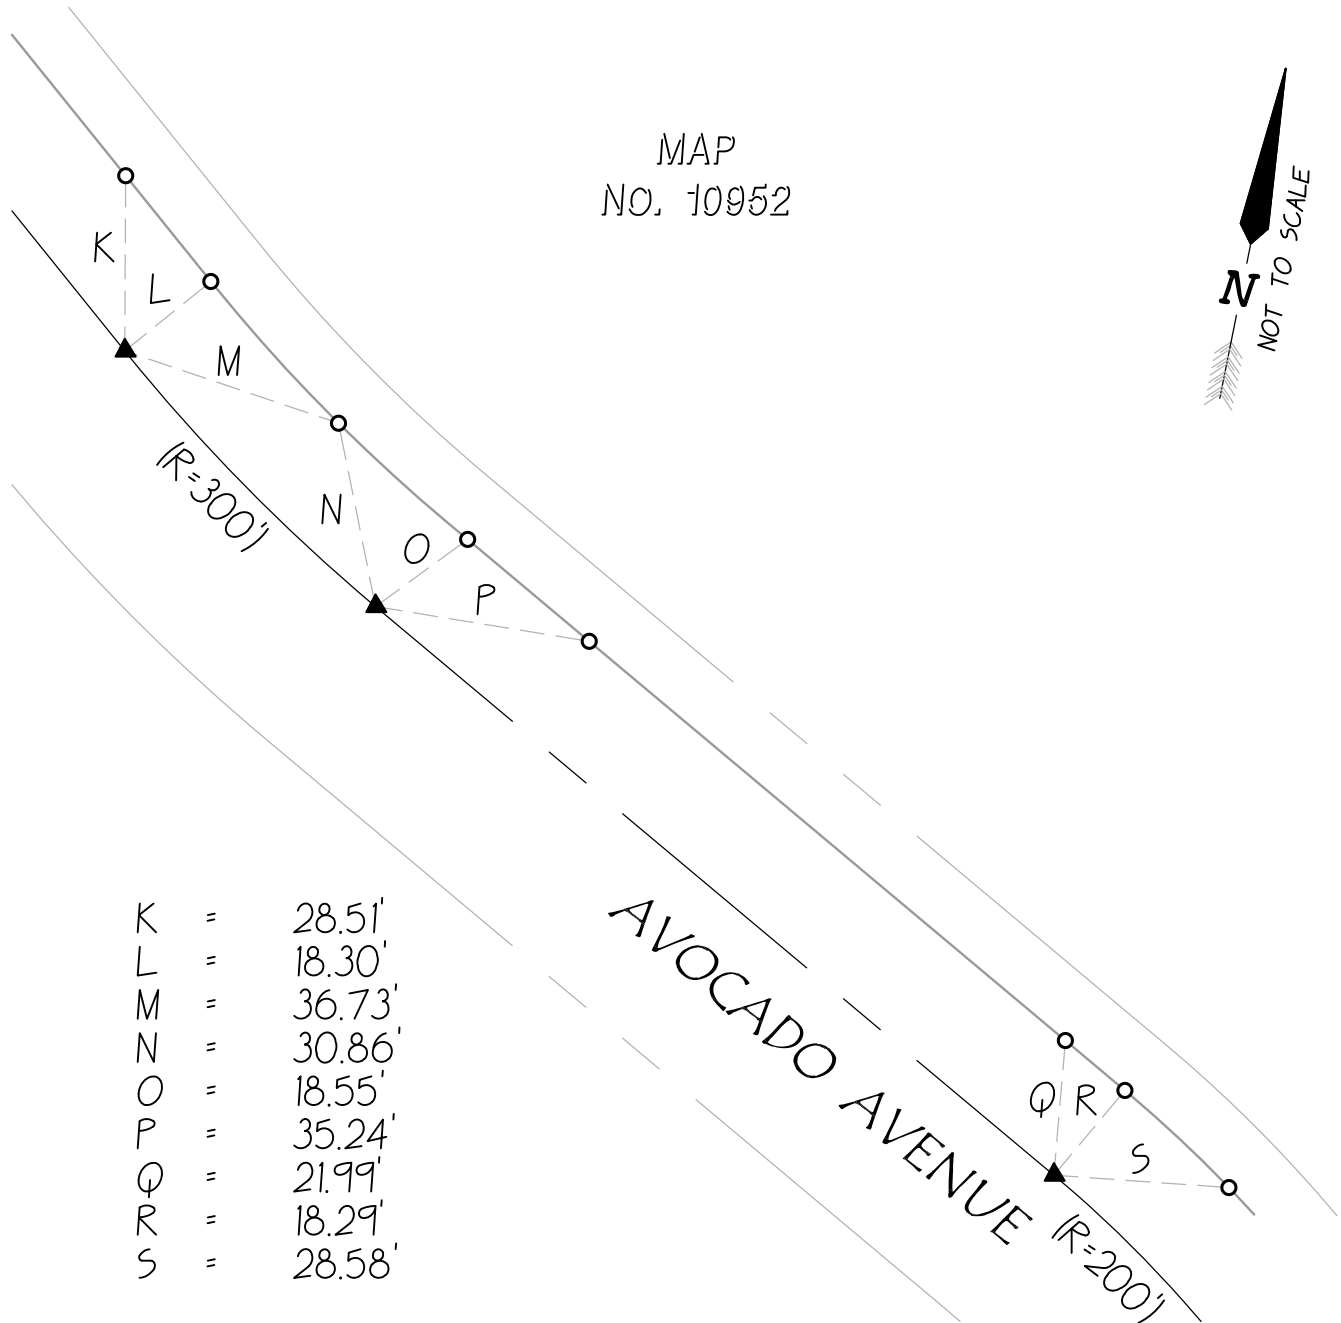 MAP
NO. 10952
NOT TO SCALE
N
K
L
M
(R=300')
N
O
P
AVOCADO AVENUE
Q
R
S
(R=200')
K = 28.51'
L = 18.30'
M = 36.73'
N = 30.86'
O = 18.55'
P = 35.24'
Q = 21.99'
R = 18.29'
S = 28.58'